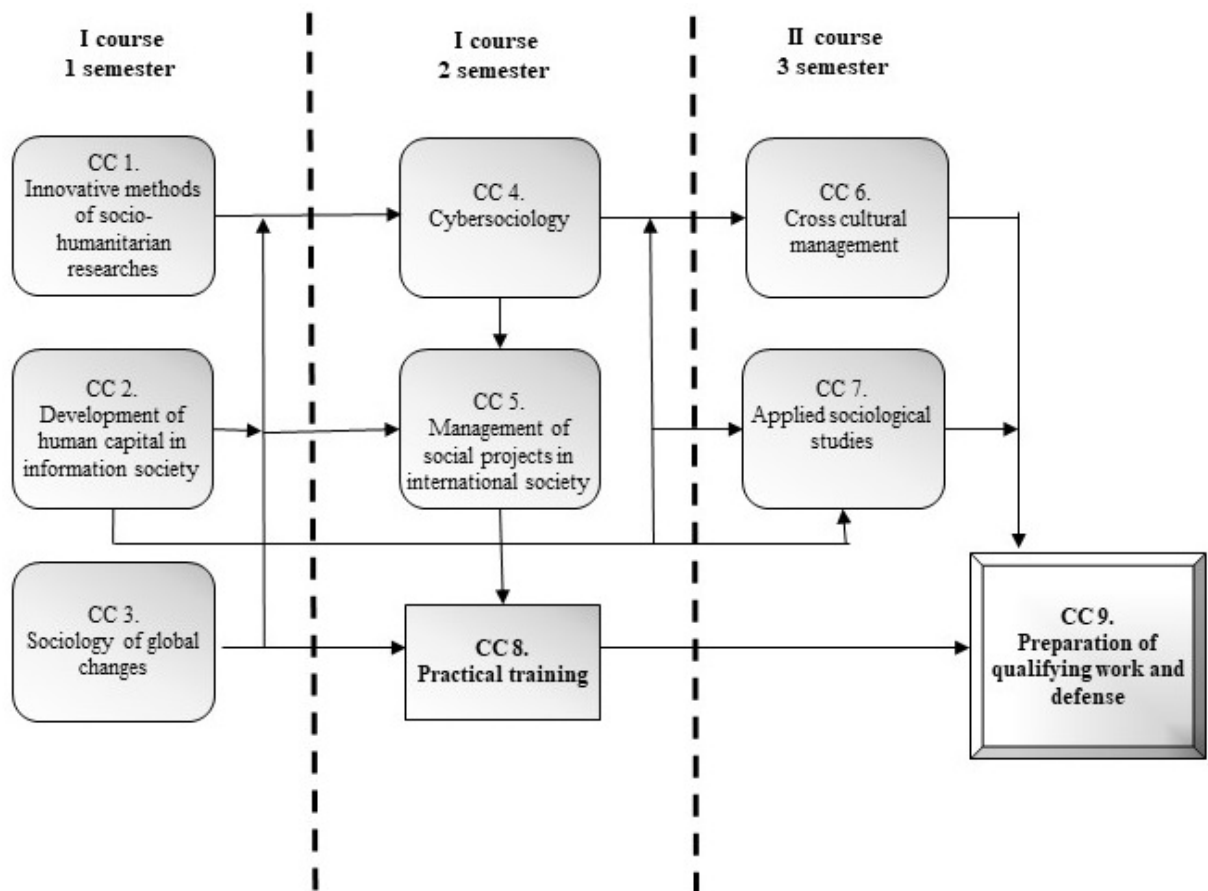 I course
1 semester
I course
2 semester
II course
3 semester
CC 1.
Innovative methods
of socio-
humanitarian
researches
CC 4.
Cybersociology
CC 6.
Cross cultural
management
CC 2.
Development of
human capital in
information society
CC 5.
Management of
social projects in
international society
CC 7.
Applied sociological
studies
CC 3.
Sociology of global
changes
CC 8.
Practical training
CC 9.
Preparation of
qualifying work and
defense